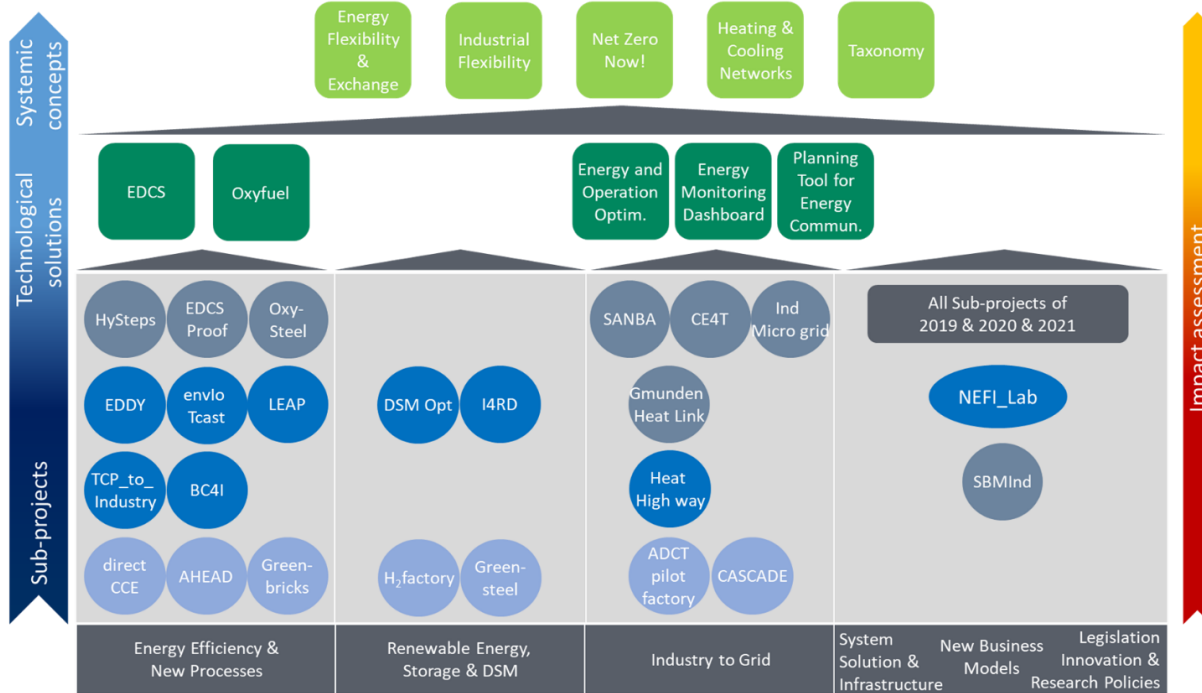 Systemic
concepts
Technological
solutions
Sub-projects
Impact assessment
Energy
Flexibility
&
Exchange
Industrial
Flexibility
Net Zero
Now!
Heating &
Cooling
Networks
Taxonomy
EDCS
Oxyfuel
Energy and
Operation
Optim.
Energy
Monitoring
Dashboard
Planning
Tool for
Energy
Commun.
HySteps
EDCS
Proof
Oxy-
Steel
EDDY
envIo
Tcast
LEAP
TCP_to_
Industry
BC4I
direct
CCE
AHEAD
Green-
bricks
DSM Opt
I4RD
H₂factory
Green-
steel
SANBA
CE4T
Ind
Micro grid
Gmunden
Heat Link
Heat
High way
ADCT
pilot
factory
CASCADE
All Sub-projects of
2019 & 2020 & 2021
NEFI_Lab
SBMInd
Energy Efficiency &
New Processes
Renewable Energy,
Storage & DSM
Industry to Grid
System
Solution &
Infrastructure
New Business
Models
Legislation
Innovation &
Research Policies